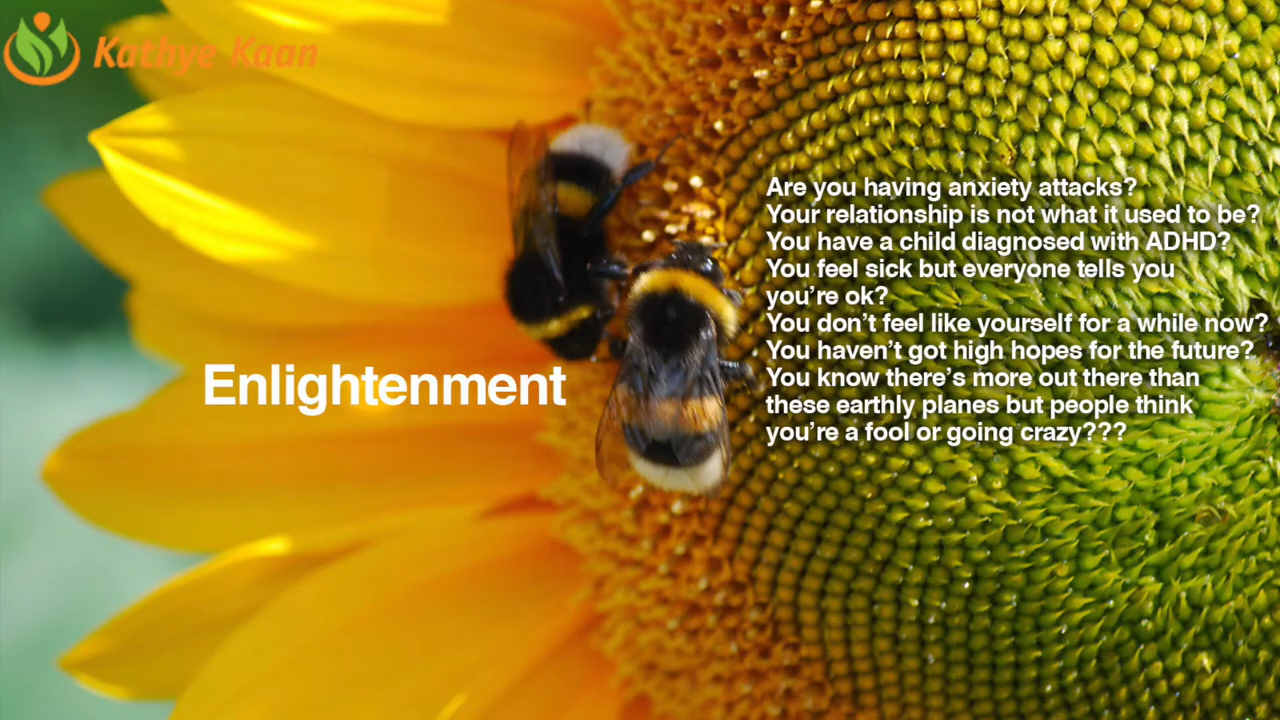 Kathye Kaan
Are you having anxiety attacks?
Your relationship is not what it used to be?
You have a child diagnosed with ADHD?
You feel sick but everyone tells you
you’re ok?
You don’t feel like yourself for a while now?
You haven’t got high hopes for the future?
You know there’s more out there than
these earthly planes but people think
you’re a fool or going crazy???
Enlightenment